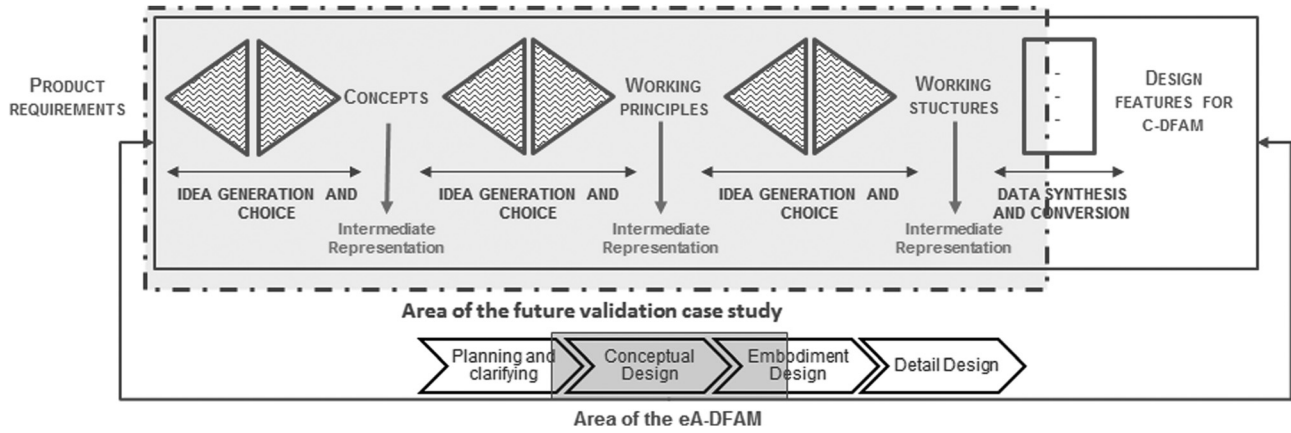 PRODUCT
REQUIREMENTS
CONCEPTS
WORKING
PRINCIPLES
WORKING
STUCTURES
-
-
-
DESIGN
FEATURES FOR
C-DFAM
IDEA GENERATION AND
CHOICE
IDEA GENERATION AND
CHOICE
IDEA GENERATION AND
CHOICE
DATA SYNTHESIS
AND CONVERSION
Intermediate
Representation
Intermediate
Representation
Intermediate
Representation
Area of the future validation case study
Planning and
clarifying
Conceptual
Design
Embodiment
Design
Detail Design
Area of the eA-DFAM